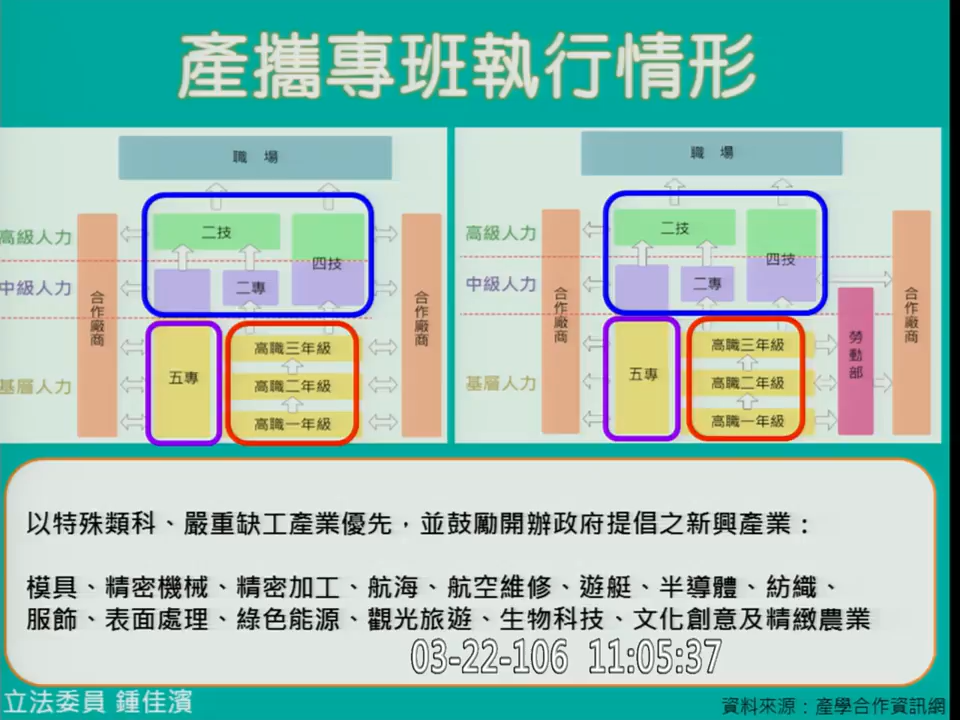 產攜專班執行情形
職 場
高級人力
二技
四技
中級人力
二專
合作廠商
合作廠商
五專
高職三年級
高職二年級
高職一年級
基層人力
職 場
高級人力
二技
四技
中級人力
二專
合作廠商
合作廠商
勞動部
五專
高職三年級
高職二年級
高職一年級
基層人力
以特殊類科、嚴重缺工產業優先，並鼓勵開辦政府提倡之新興產業：
模具、精密機械、精密加工、航海、航空維修、遊艇、半導體、紡織、
服飾、表面處理、綠色能源、觀光旅遊、生物科技、文化創意及精緻農業
03-22-106 11:05:37
立法委員 鍾佳濱
資料來源：產學合作資訊網